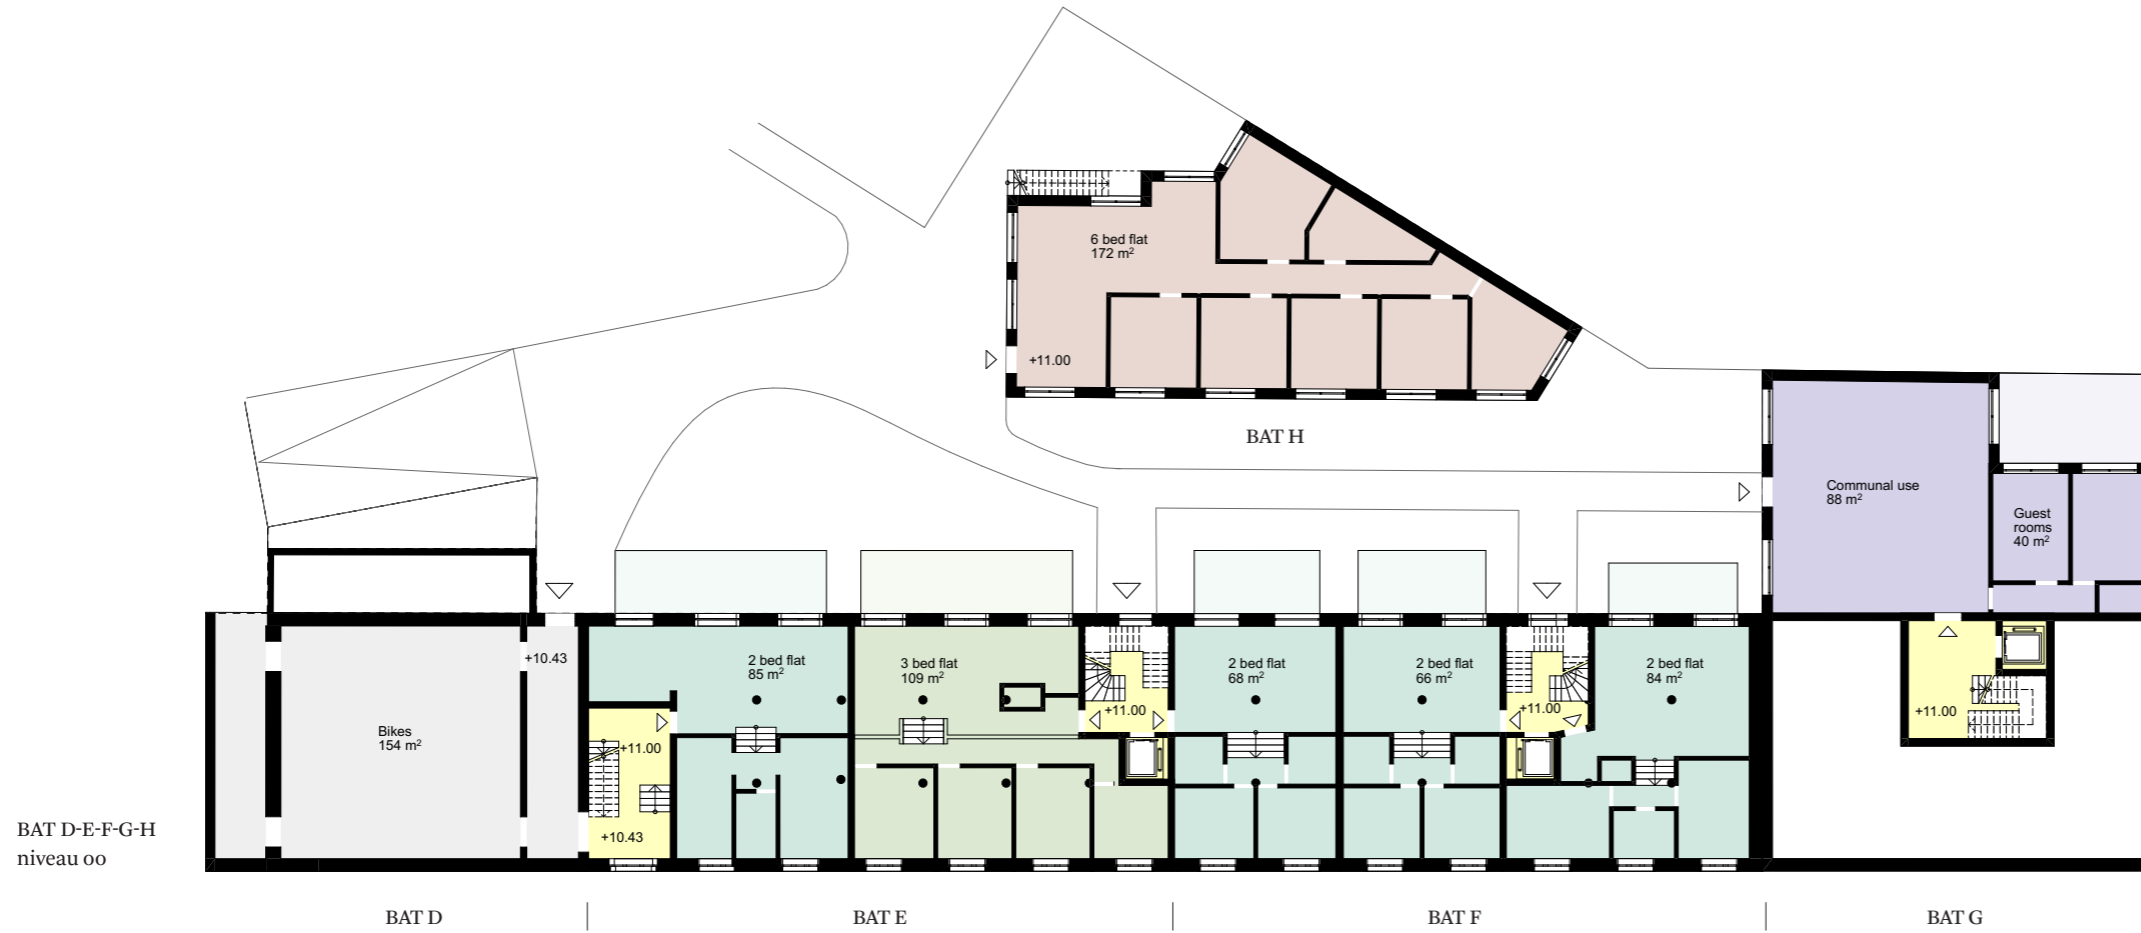 6 bed flat
172 m²
+11.00
BAT H
Communal use
88 m²
Guest
rooms
40 m²
+10.43
2 bed flat
85 m²
3 bed flat
109 m²
2 bed flat
68 m²
2 bed flat
66 m²
2 bed flat
84 m²
+11.00
+11.00
+11.00
Bikes
154 m²
+11.00
+10.43
BAT D-E-F-G-H
niveau 00
BAT D
BAT E
BAT F
BAT G